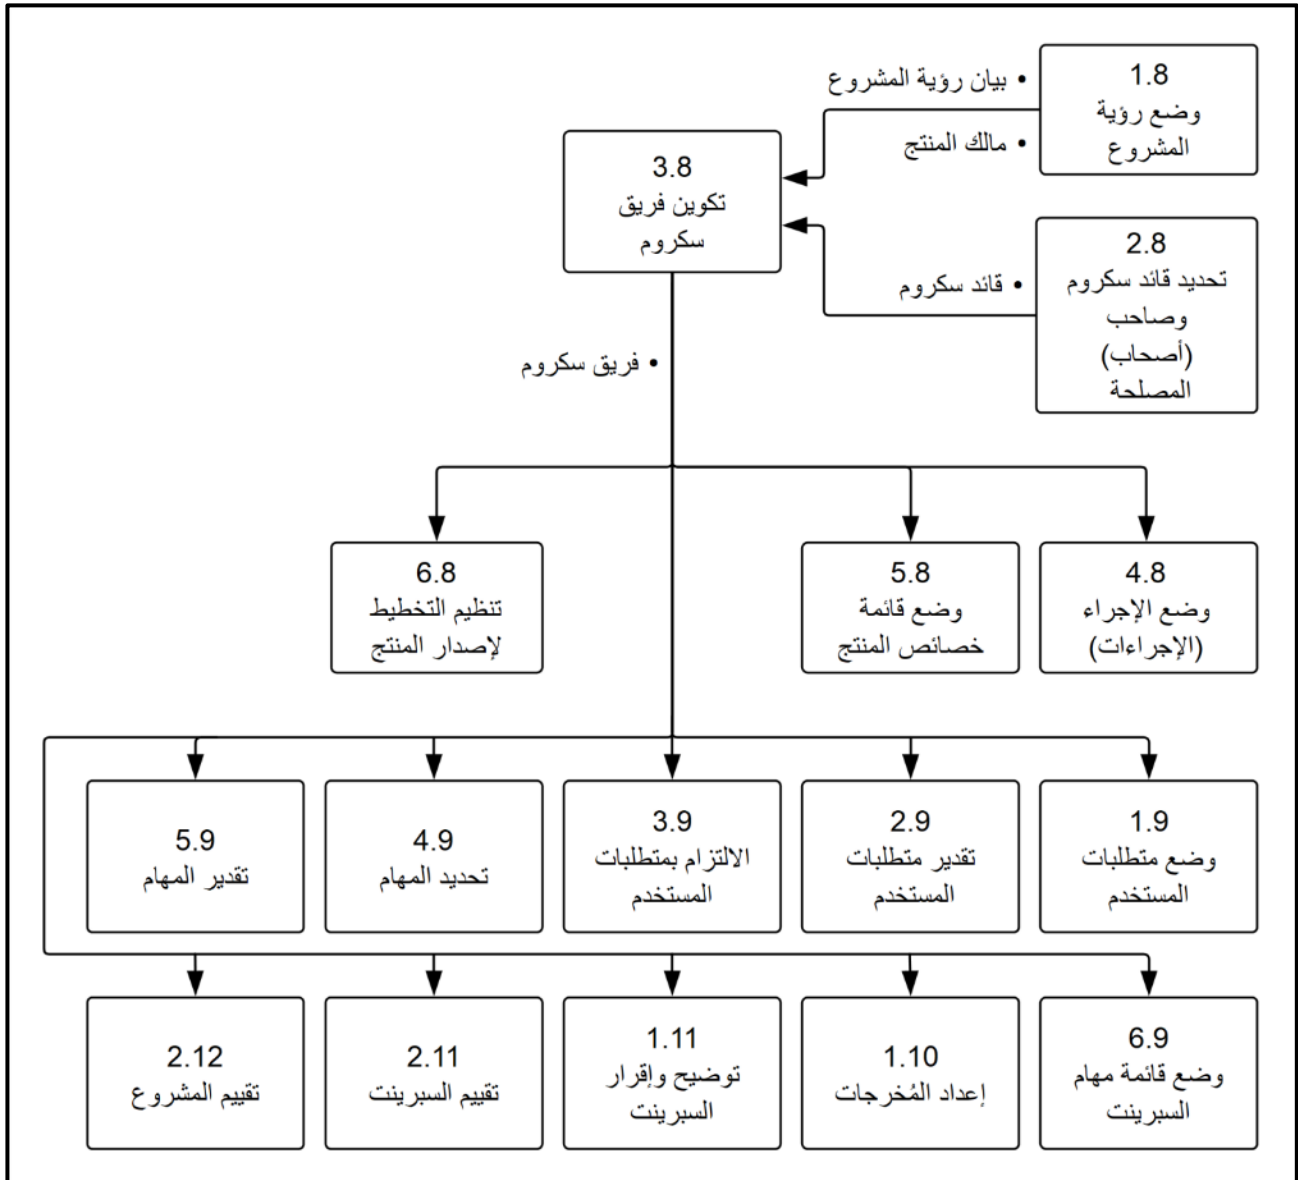 1.8
وضع رؤية
المشروع
• بيان رؤية المشروع
• مالك المنتج
3.8
تكوين فريق
سكروم
2.8
تحديد قائد سكروم
وصاحب
(أصحاب)
المصلحة
• قائد سكروم
• فريق سكروم
4.8
وضع الإجراء
(الإجراءات)
5.8
وضع قائمة
خصائص المنتج
6.8
تنظيم التخطيط
لإصدار المنتج
1.9
وضع متطلبات
المستخدم
2.9
تقدير متطلبات
المستخدم
3.9
الالتزام بمتطلبات
المستخدم
4.9
تحديد المهام
5.9
تقدير المهام
6.9
وضع قائمة مهام
السبرينت
1.10
إعداد المُخرجات
1.11
توضيح وإقرار
السبرينت
2.11
تقييم السبرينت
2.12
تقييم المشروع